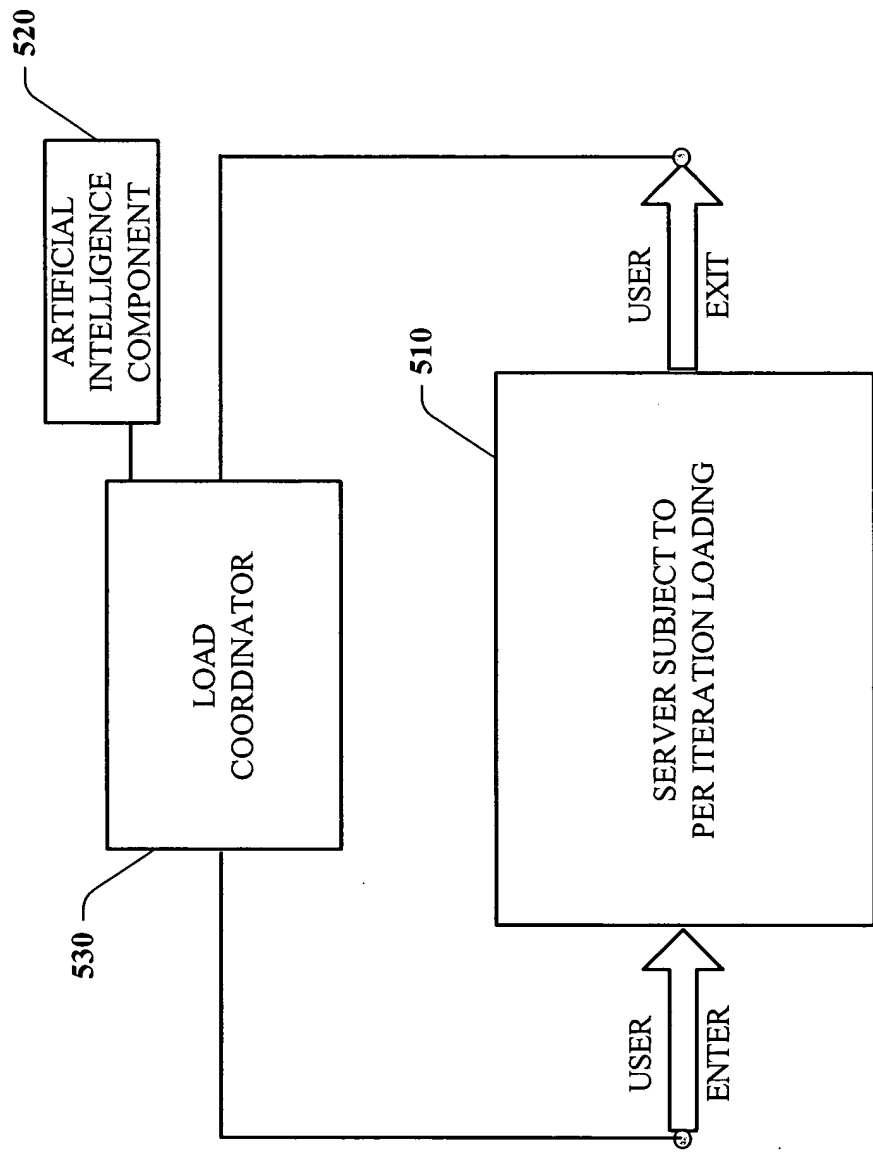 520
ARTIFICIAL
INTELLIGENCE
COMPONENT
530
LOAD
COORDINATOR
510
SERVER SUBJECT TO
PER ITERATION LOADING
USER
ENTER
USER
EXIT